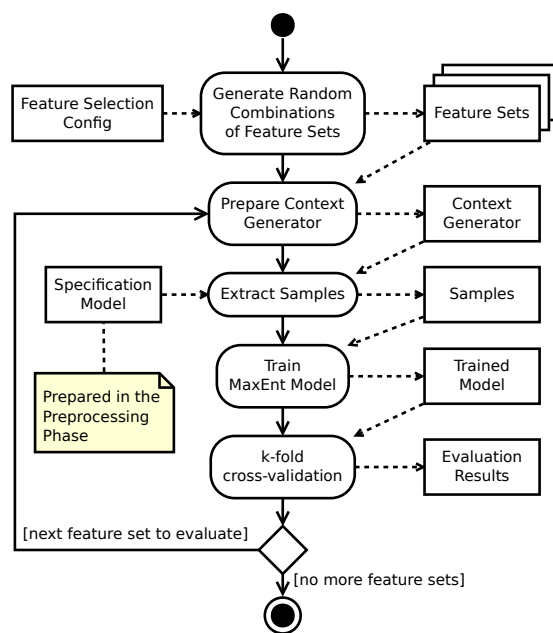 Feature Selection
Config
Generate Random
Combinations
of Feature Sets
Feature Sets
Prepare Context
Generator
Context
Generator
Specification
Model
Extract Samples
Samples
Train
MaxEnt Model
Trained
Model
Prepared in the
Preprocessing
Phase
k-fold
cross-validation
Evaluation
Results
[next feature set to evaluate]
[no more feature sets]